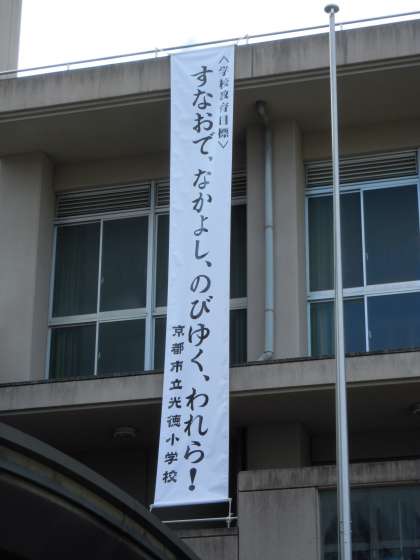 〈学校教育目標〉
すなおで、なかよし、のびゆく、われら！
京都市立光徳小学校